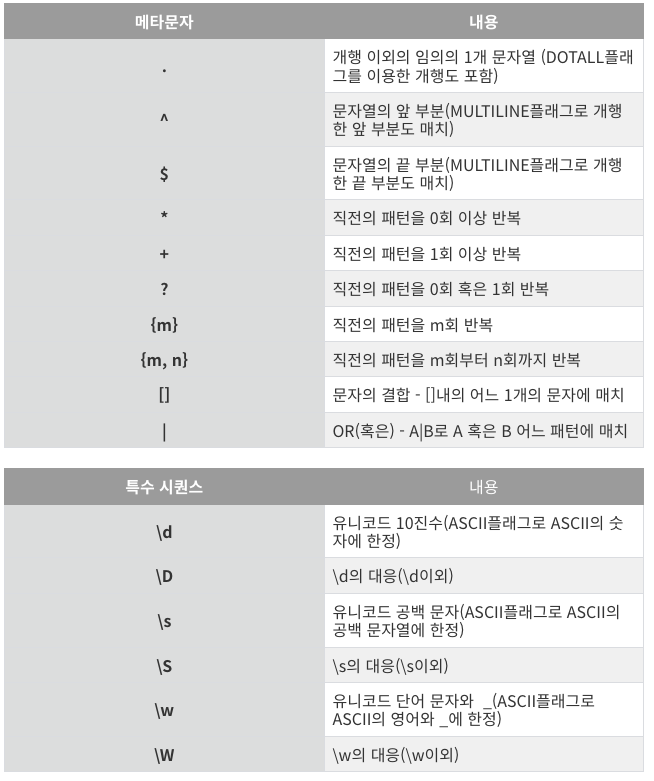 메타문자 내용
. 개행 이외의 임의의 1개 문자열 (DOTALL플래
그를 이용한 개행도 포함)
^ 문자열의 앞 부분(MULTILINE플래그로 개행
한 앞 부분도 매치)
$ 문자열의 끝 부분(MULTILINE플래그로 개행
한 끝 부분도 매치)
* 직전의 패턴을 0회 이상 반복
+ 직전의 패턴을 1회 이상 반복
? 직전의 패턴을 0회 혹은 1회 반복
{m} 직전의 패턴을 m회 반복
{m, n} 직전의 패턴을 m회부터 n회까지 반복
[] 문자의 결합 - []내의 어느 1개의 문자에 매치
| OR(혹은) - A|B로 A 혹은 B 어느 패턴에 매치
특수 시퀀스 내용
\d 유니코드 10진수(ASCII플래그로 ASCII의 숫
자에 한정)
\D \d의 대응(\d이외)
\s 유니코드 공백 문자(ASCII플래그로 ASCII의
공백 문자열에 한정)
\S \s의 대응(\s이외)
\w 유니코드 단어 문자와 _(ASCII플래그로
ASCII의 영어와 _에 한정)
\W \w의 대응(\w이외)